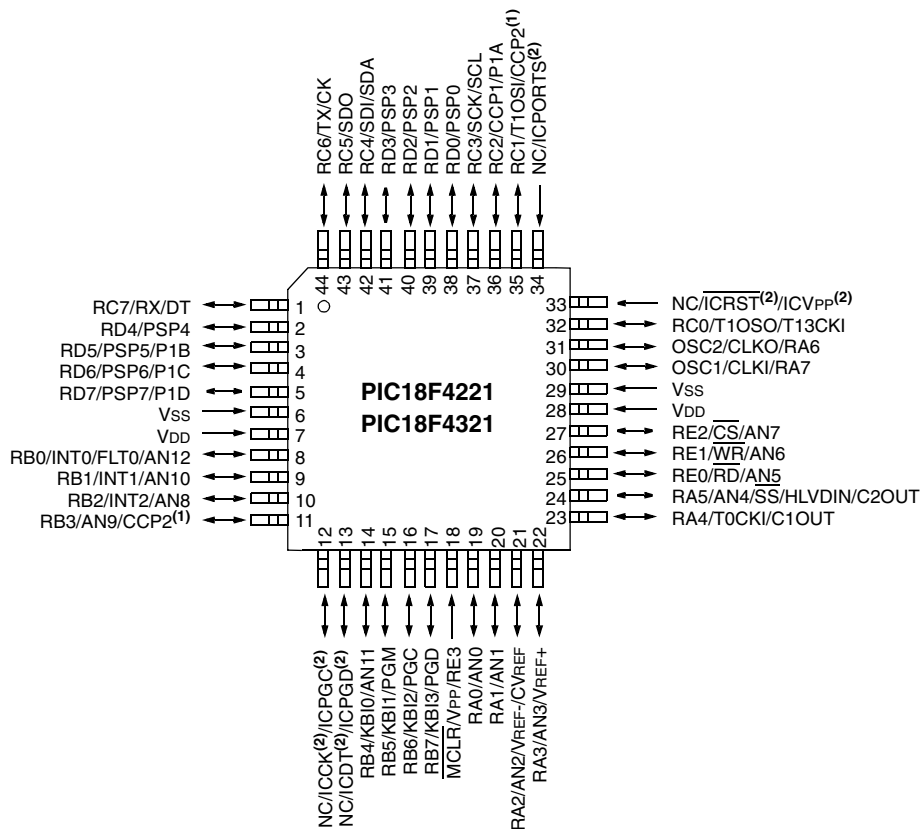 RC6/TX/CK
RC5/SDO
RC4/SDI/SDA
RD3/PSP3
RD2/PSP2
RD1/PSP1
RD0/PSP0
RC3/SCK/SCL
RC2/CCP1/P1A
RC1/T1OSI/CCP2(1)
NC/ICPORTS(2)
44
43
42
41
40
39
38
37
36
35
34
RC7/RX/DT 1
RD4/PSP4 2
RD5/PSP5/P1B 3
RD6/PSP6/P1C 4
RD7/PSP7/P1D 5
VSS 6
VDD 7
RB0/INT0/FLT0/AN12 8
RB1/INT1/AN10 9
RB2/INT2/AN8 10
RB3/AN9/CCP2(1) 11
PIC18F4221
PIC18F4321
33 NC/ICRST(2)/ICVPP(2)
32 RC0/T1OSO/T13CKI
31 OSC2/CLKO/RA6
30 OSC1/CLKI/RA7
29 VSS
28 VDD
27 RE2/CS/AN7
26 RE1/WR/AN6
25 RE0/RD/AN5
24 RA5/AN4/SS/HLVDIN/C2OUT
23 RA4/T0CKI/C1OUT
12
13
14
15
16
17
18
19
20
21
22
NC/ICCK(2)/ICPGC(2)
NC/ICDT(2)/ICPGD(2)
RB4/KBI0/AN11
RB5/KBI1/PGM
RB6/KBI2/PGC
RB7/KBI3/PGD
MCLR/VPP/RE3
RA0/AN0
RA1/AN1
RA2/AN2/VREF-/CVREF
RA3/AN3/VREF+